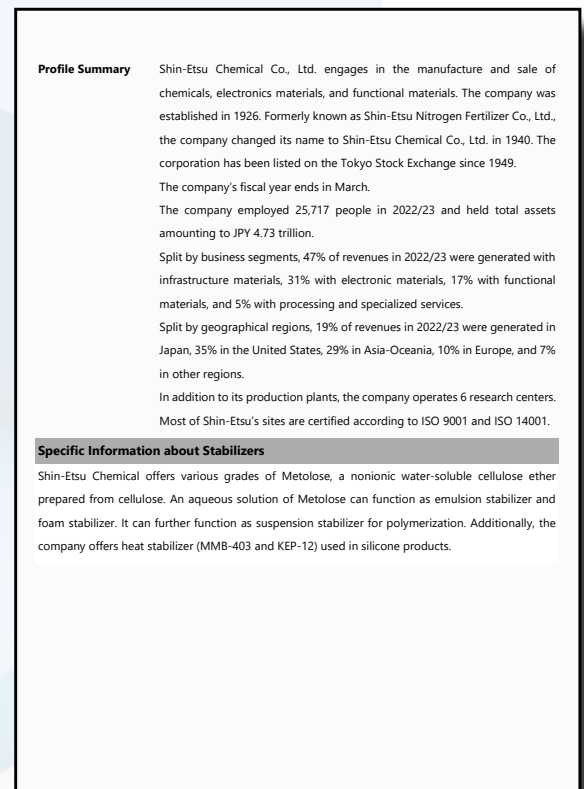 Profile Summary Shin-Etsu Chemical Co., Ltd. engages in the manufacture and sale of
chemicals, electronics materials, and functional materials. The company was
established in 1926. Formerly known as Shin-Etsu Nitrogen Fertilizer Co., Ltd.,
the company changed its name to Shin-Etsu Chemical Co., Ltd. in 1940. The
corporation has been listed on the Tokyo Stock Exchange since 1949.
The company's fiscal year ends in March.
The company employed 25,717 people in 2022/23 and held total assets
amounting to JPY 4.73 trillion.
Split by business segments, 47% of revenues in 2022/23 were generated with
infrastructure materials, 31% with electronic materials, 17% with functional
materials, and 5% with processing and specialized services.
Split by geographical regions, 19% of revenues in 2022/23 were generated in
Japan, 35% in the United States, 29% in Asia-Oceania, 10% in Europe, and 7%
in other regions.
In addition to its production plants, the company operates 6 research centers.
Most of Shin-Etsu's sites are certified according to ISO 9001 and ISO 14001.
Specific Information about Stabilizers
Shin-Etsu Chemical offers various grades of Metolose, a nonionic water-soluble cellulose ether
prepared from cellulose. An aqueous solution of Metolose can function as emulsion stabilizer and
foam stabilizer. It can further function as suspension stabilizer for polymerization. Additionally, the
company offers heat stabilizer (MMB-403 and KEP-12) used in silicone products.